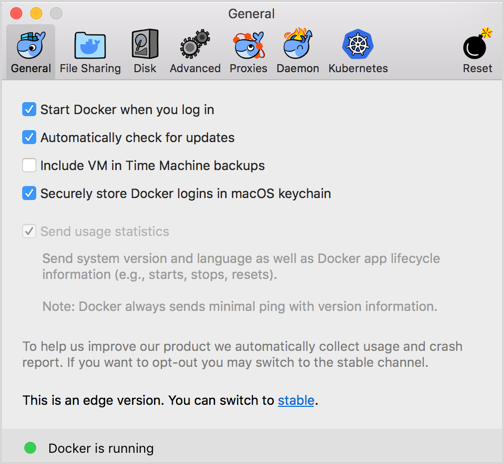 General
General File Sharing Disk Advanced Proxies Daemon Kubernetes Reset
Start Docker when you log in
Automatically check for updates
Include VM in Time Machine backups
Securely store Docker logins in macOS keychain
Send usage statistics
Send system version and language as well as Docker app lifecycle
information (e.g., starts, stops, resets).
Note: Docker always sends minimal ping with version information.
To help us improve our product we automatically collect usage and crash
report. If you want to opt-out you may switch to the stable channel.
This is an edge version. You can switch to stable.
Docker is running